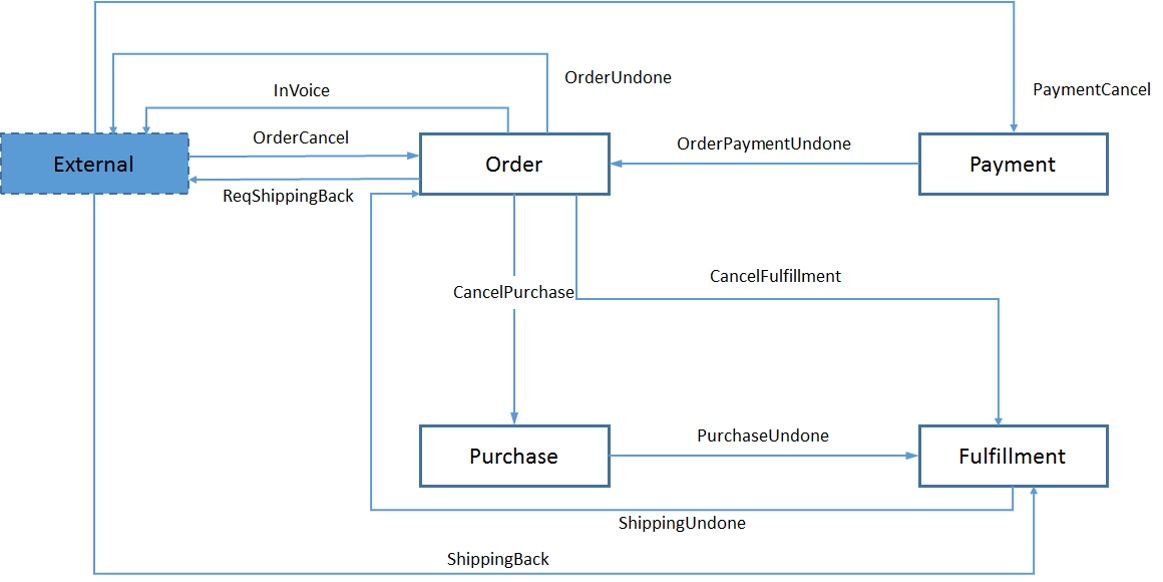 OrderUndone
InVoice
PaymentCancel
OrderCancel
OrderPaymentUndone
External
Order
Payment
ReqShippingBack
CancelFulfillment
CancelPurchase
PurchaseUndone
Purchase
Fulfillment
ShippingUndone
ShippingBack